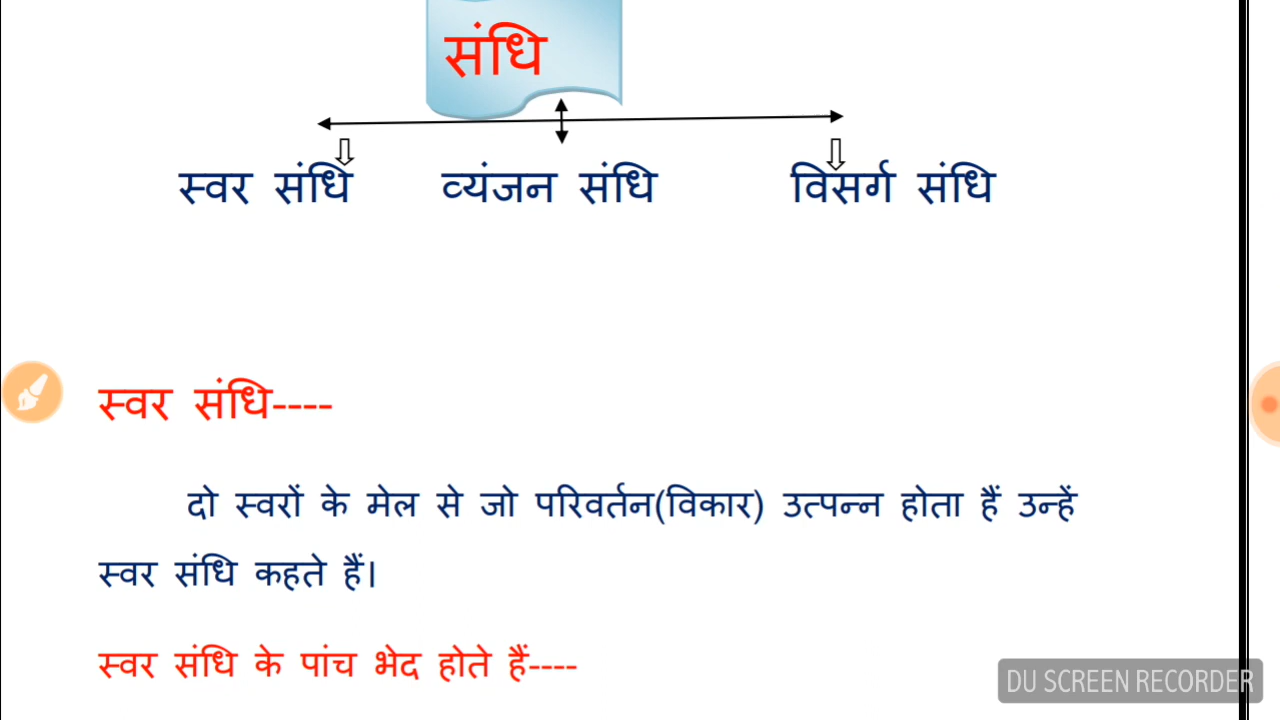 संधि
स्वर संधि व्यंजन संधि विसर्ग संधि
स्वर संधि----
दो स्वरों के मेल से जो परिवर्तन(विकार) उत्पन्न होता हैं उन्हें
स्वर संधि कहते हैं।
स्वर संधि के पांच भेद होते हैं----
DU SCREEN RECORDER